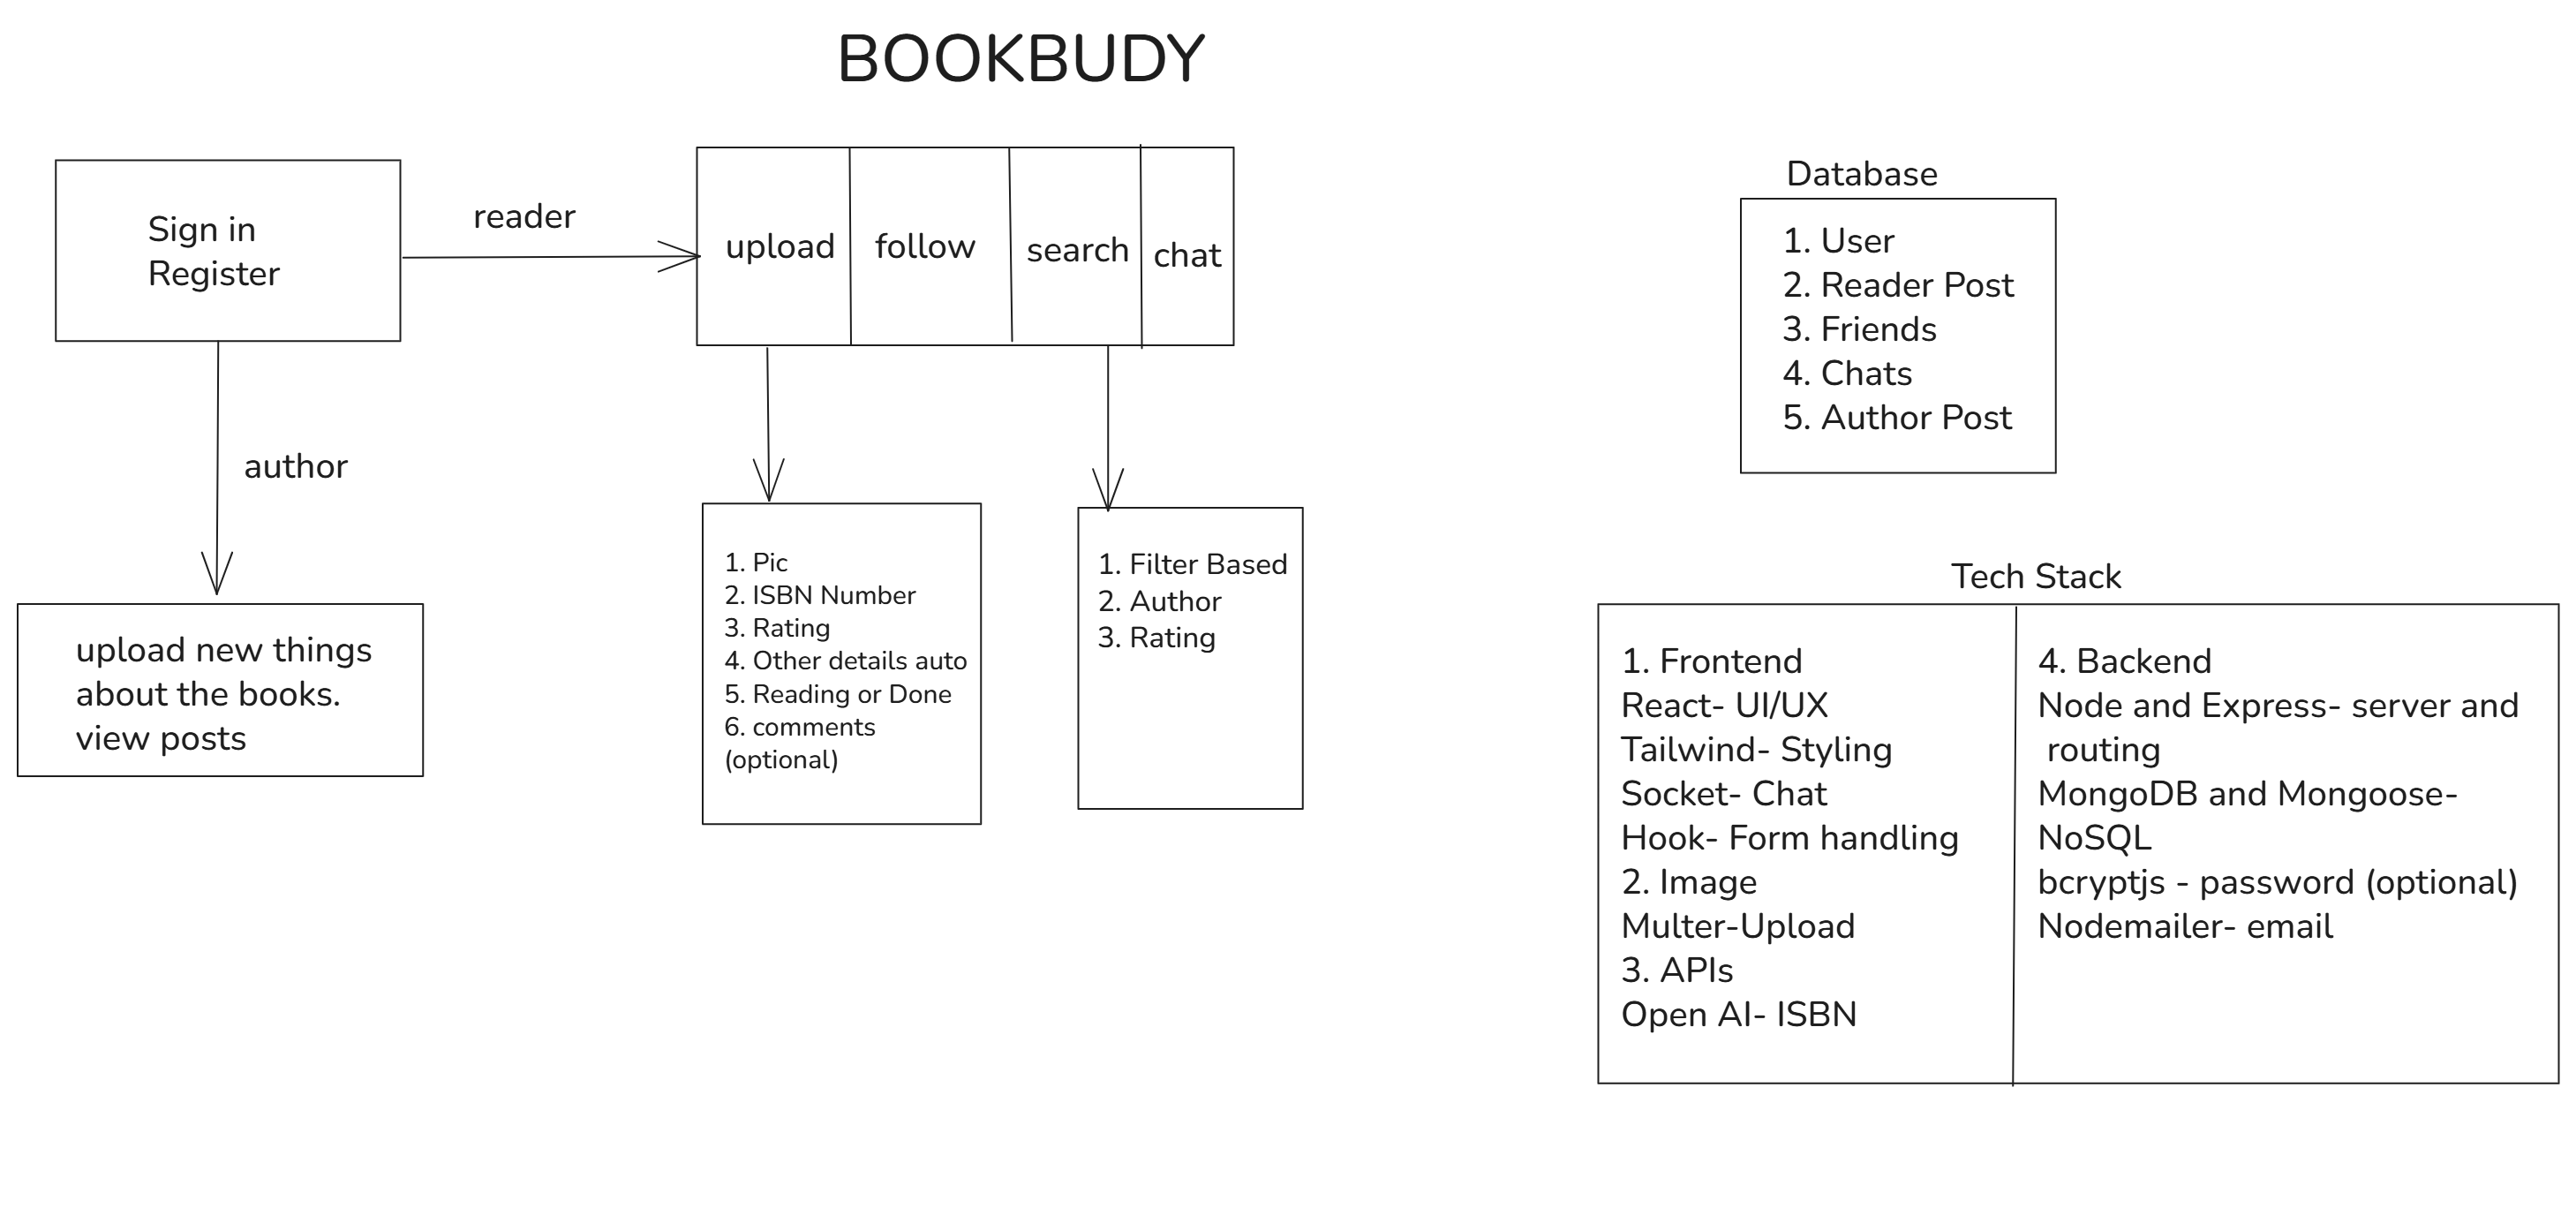 BOOKBUDY
Sign in
Register
reader
upload
follow
search
chat
author
upload new things
about the books.
view posts
1. Pic
2. ISBN Number
3. Rating
4. Other details auto
5. Reading or Done
6. comments
(optional)
1. Filter Based
2. Author
3. Rating
Database
1. User
2. Reader Post
3. Friends
4. Chats
5. Author Post
Tech Stack
1. Frontend
React- UI/UX
Tailwind- Styling
Socket- Chat
Hook- Form handling
2. Image
Multer-Upload
3. APIs
Open AI- ISBN
4. Backend
Node and Express- server and
routing
MongoDB and Mongoose-
NoSQL
bcryptjs - password (optional)
Nodemailer- email